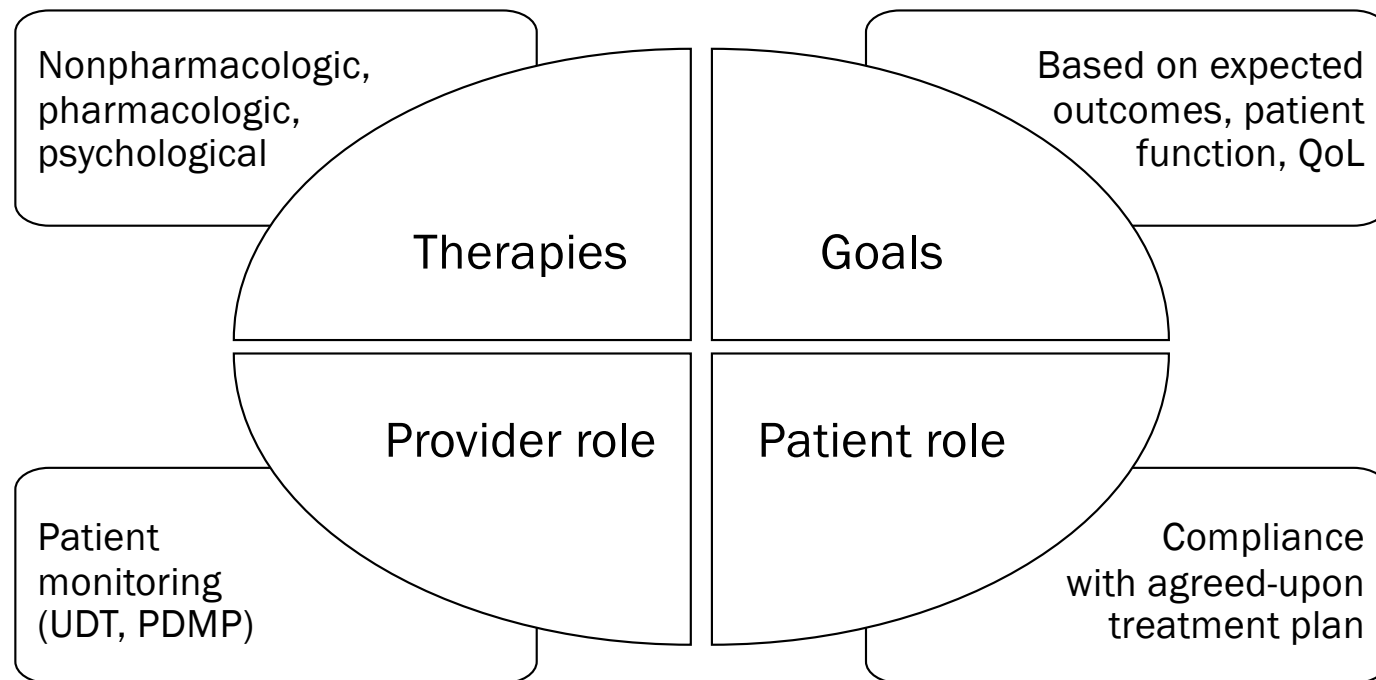 Nonpharmacologic,
pharmacologic,
psychological
Based on expected
outcomes, patient
function, QoL
Therapies
Goals
Provider role
Patient role
Patient
monitoring
(UDT, PDMP)
Compliance
with agreed-upon
treatment plan